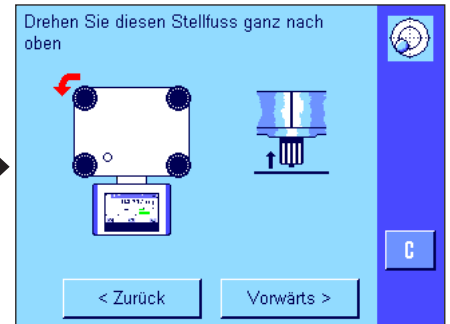 Drehen Sie diesen Stellfuss ganz nach
oben
C
< Zurück
Vorwärts >